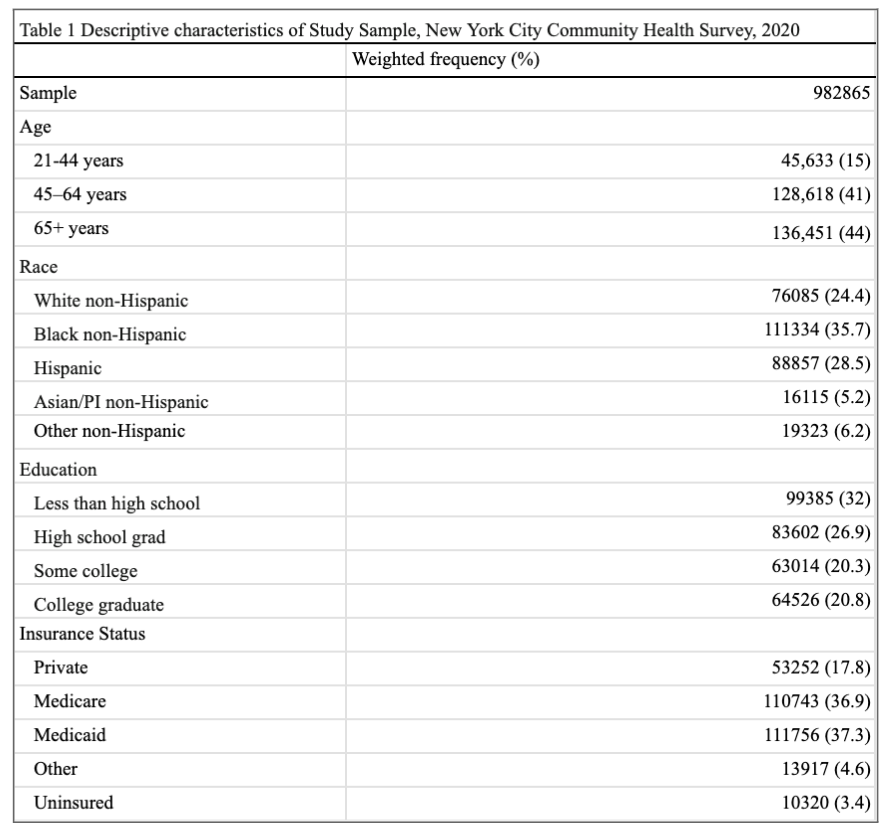 Table 1 Descriptive characteristics of Study Sample, New York City Community Health Survey, 2020
Weighted frequency (%)
Sample 982865
Age
21-44 years 45,633 (15)
45–64 years 128,618 (41)
65+ years 136,451 (44)
Race
White non-Hispanic 76085 (24.4)
Black non-Hispanic 111334 (35.7)
Hispanic 88857 (28.5)
Asian/PI non-Hispanic 16115 (5.2)
Other non-Hispanic 19323 (6.2)
Education
Less than high school 99385 (32)
High school grad 83602 (26.9)
Some college 63014 (20.3)
College graduate 64526 (20.8)
Insurance Status
Private 53252 (17.8)
Medicare 110743 (36.9)
Medicaid 111756 (37.3)
Other 13917 (4.6)
Uninsured 10320 (3.4)